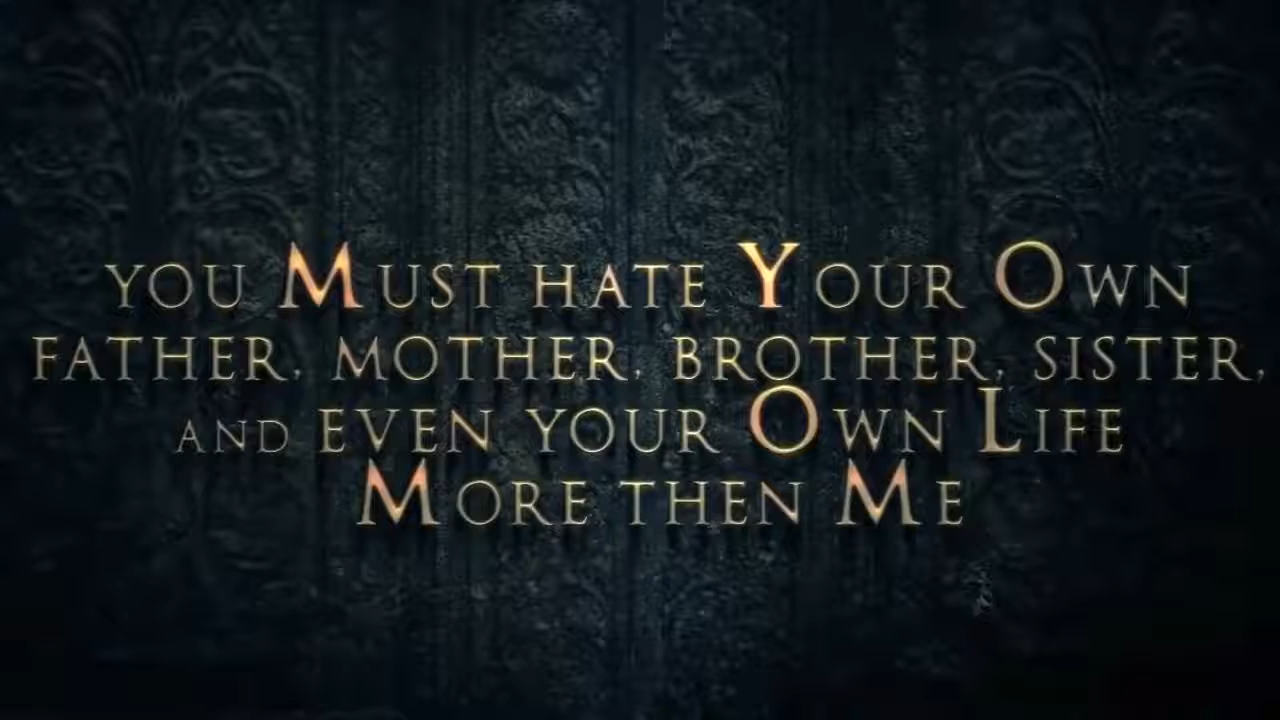 YOU MUST HATE YOUR OWN
FATHER, MOTHER, BROTHER, SISTER,
AND EVEN YOUR OWN LIFE
MORE THEN ME